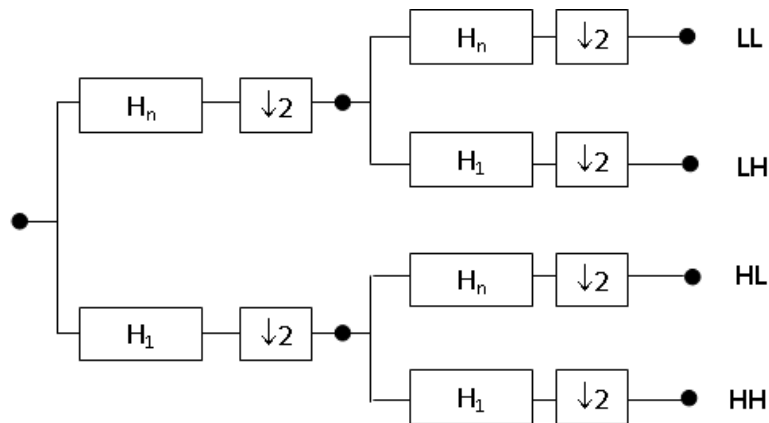 Hₙ ↓2 LL
Hₙ ↓2
H₁ ↓2 LH
Hₙ ↓2 HL
H₁ ↓2
H₁ ↓2 HH